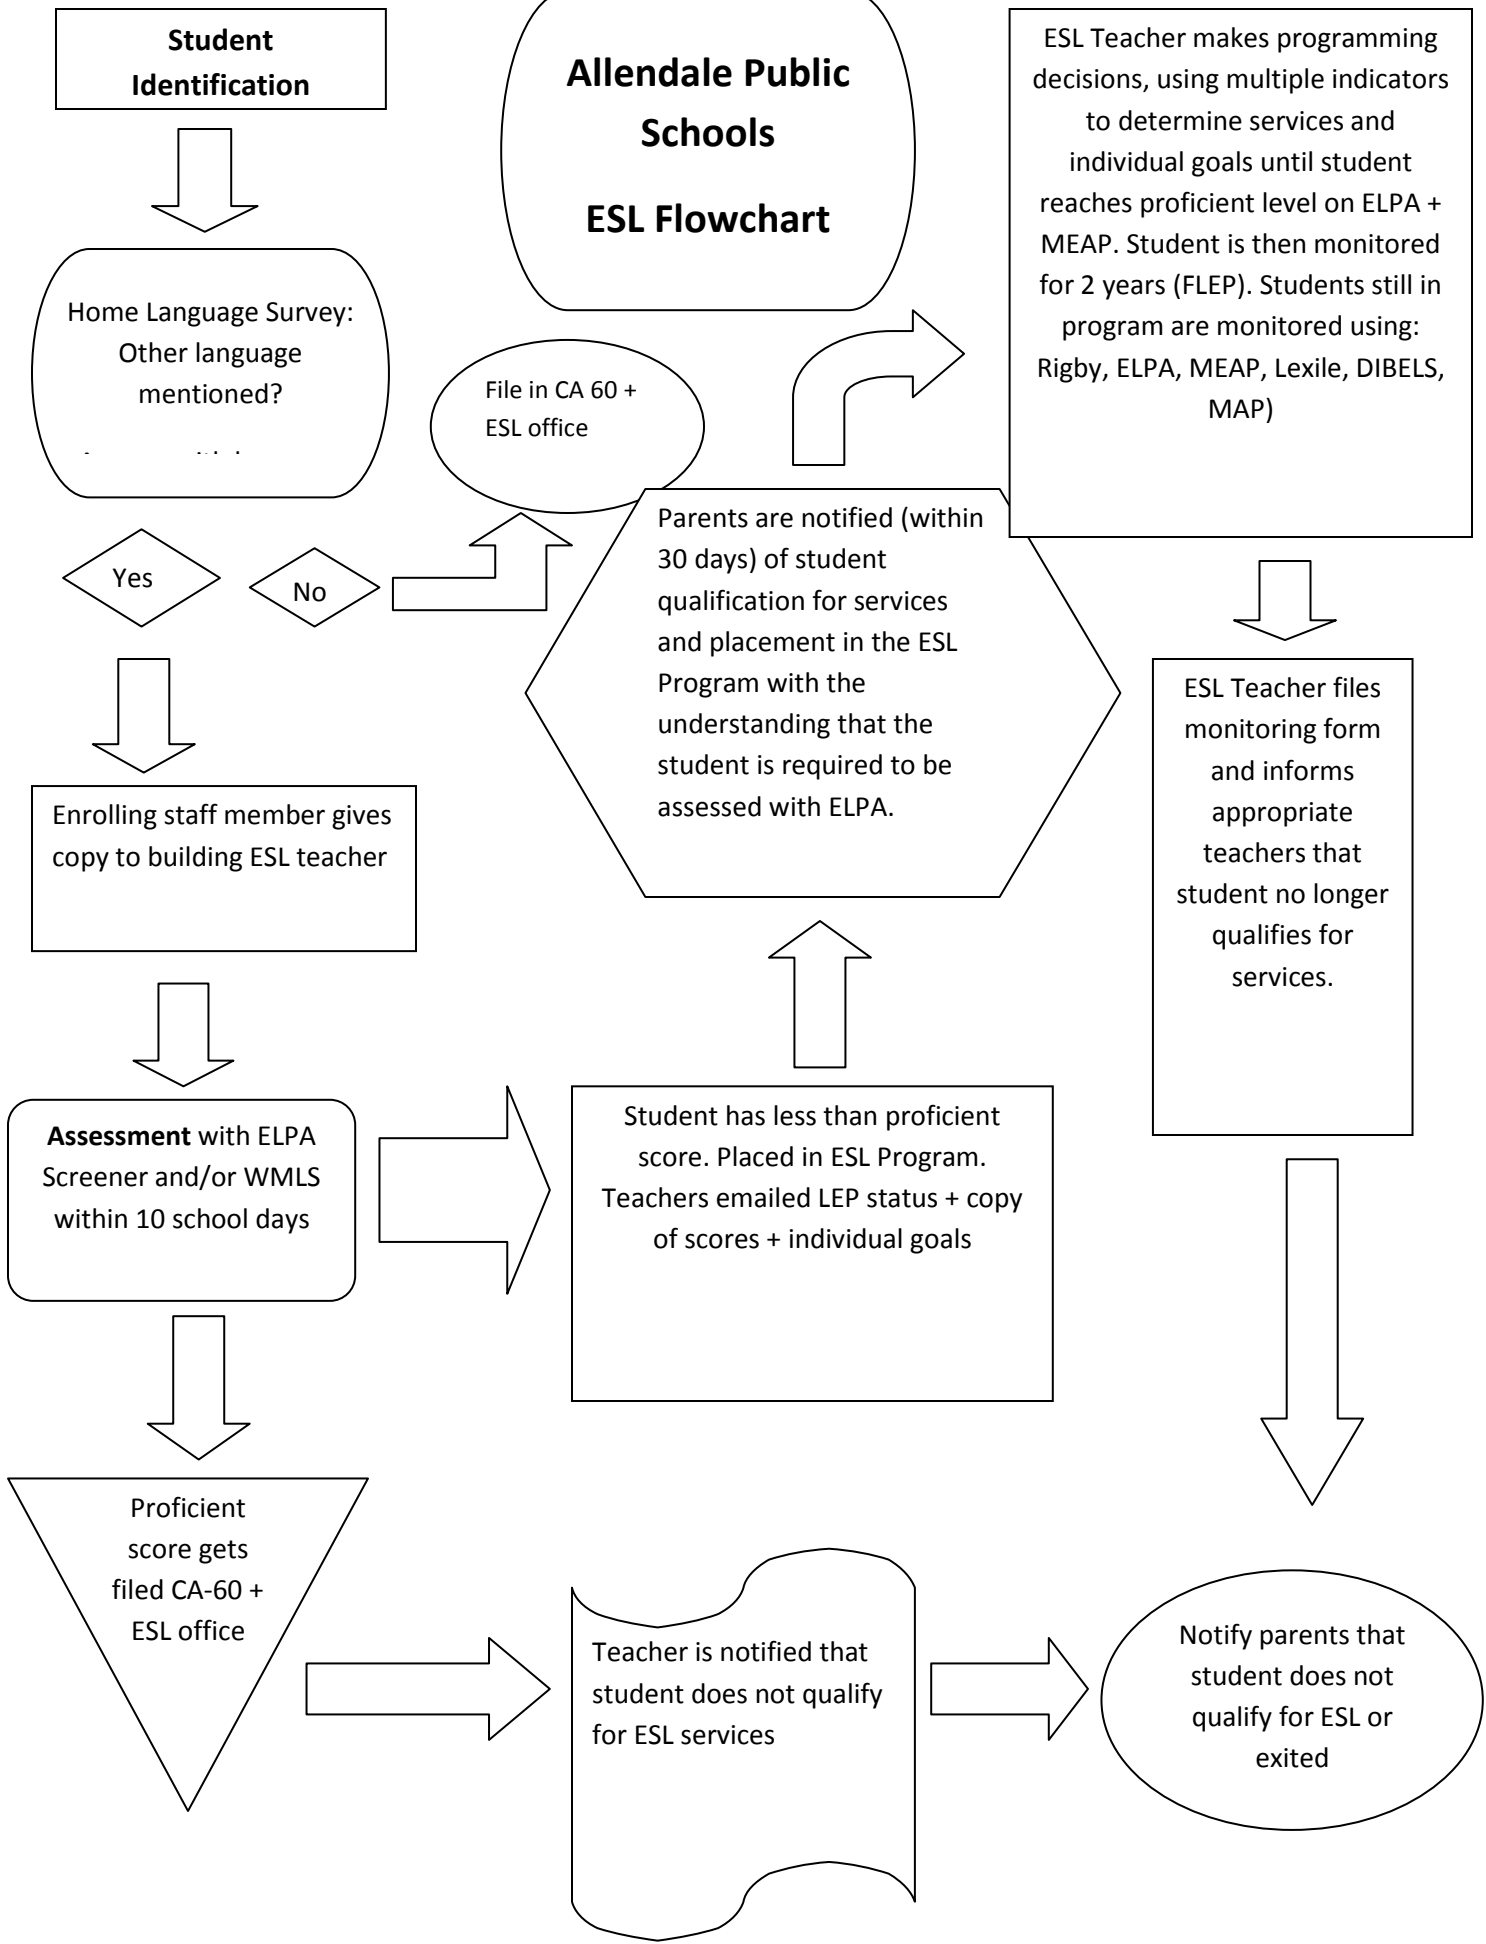 Student
Identification
Allendale Public
Schools
ESL Flowchart
Home Language Survey:
Other language
mentioned?
Yes
No
File in CA 60 +
ESL office
Enrolling staff member gives
copy to building ESL teacher
Assessment with ELPA
Screener and/or WMLS
within 10 school days
Proficient
score gets
filed CA-60 +
ESL office
Teacher is notified that
student does not qualify
for ESL services
Student has less than proficient
score. Placed in ESL Program.
Teachers emailed LEP status + copy
of scores + individual goals
Parents are notified (within
30 days) of student
qualification for services
and placement in the ESL
Program with the
understanding that the
student is required to be
assessed with ELPA.
ESL Teacher makes programming
decisions, using multiple indicators
to determine services and
individual goals until student
reaches proficient level on ELPA +
MEAP. Student is then monitored
for 2 years (FLEP). Students still in
program are monitored using:
Rigby, ELPA, MEAP, Lexile, DIBELS,
MAP)
ESL Teacher files
monitoring form
and informs
appropriate
teachers that
student no longer
qualifies for
services.
Notify parents that
student does not
qualify for ESL or
exited